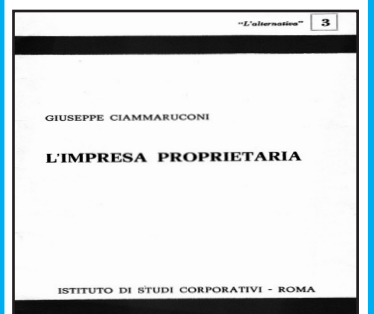 "L'alternativa" 3
GIUSEPPE CIAMMARUCONI
L'IMPRESA PROPRIETARIA
ISTITUTO DI STUDI CORPORATIVI - ROMA